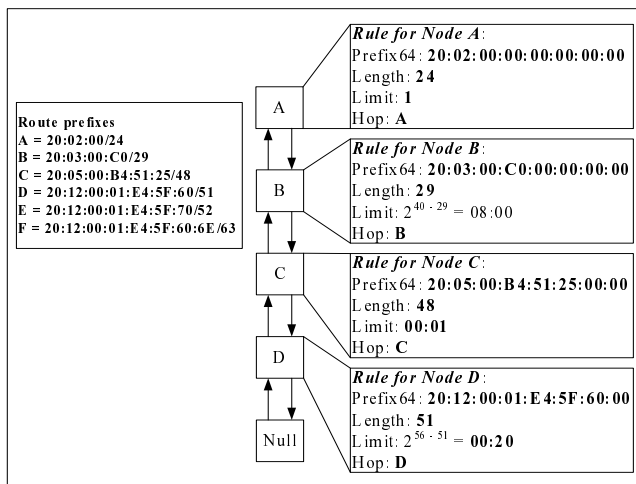 Route prefixes
A = 20:02:00/24
B = 20:03:00:C0/29
C = 20:05:00:B4:51:25/48
D = 20:12:00:01:E4:5F:60/51
E = 20:12:00:01:E4:5F:70/52
F = 20:12:00:01:E4:5F:60:6E/63
A
B
C
D
Null
Rule for Node A:
Prefix64: 20:02:00:00:00:00:00:00
Length: 24
Limit: 1
Hop: A
Rule for Node B:
Prefix64: 20:03:00:C0:00:00:00:00
Length: 29
Limit: 2^40 - 29 = 08:00
Hop: B
Rule for Node C:
Prefix64: 20:05:00:B4:51:25:00:00
Length: 48
Limit: 00:01
Hop: C
Rule for Node D:
Prefix64: 20:12:00:01:E4:5F:60:00
Length: 51
Limit: 2^56 - 51 = 00:20
Hop: D